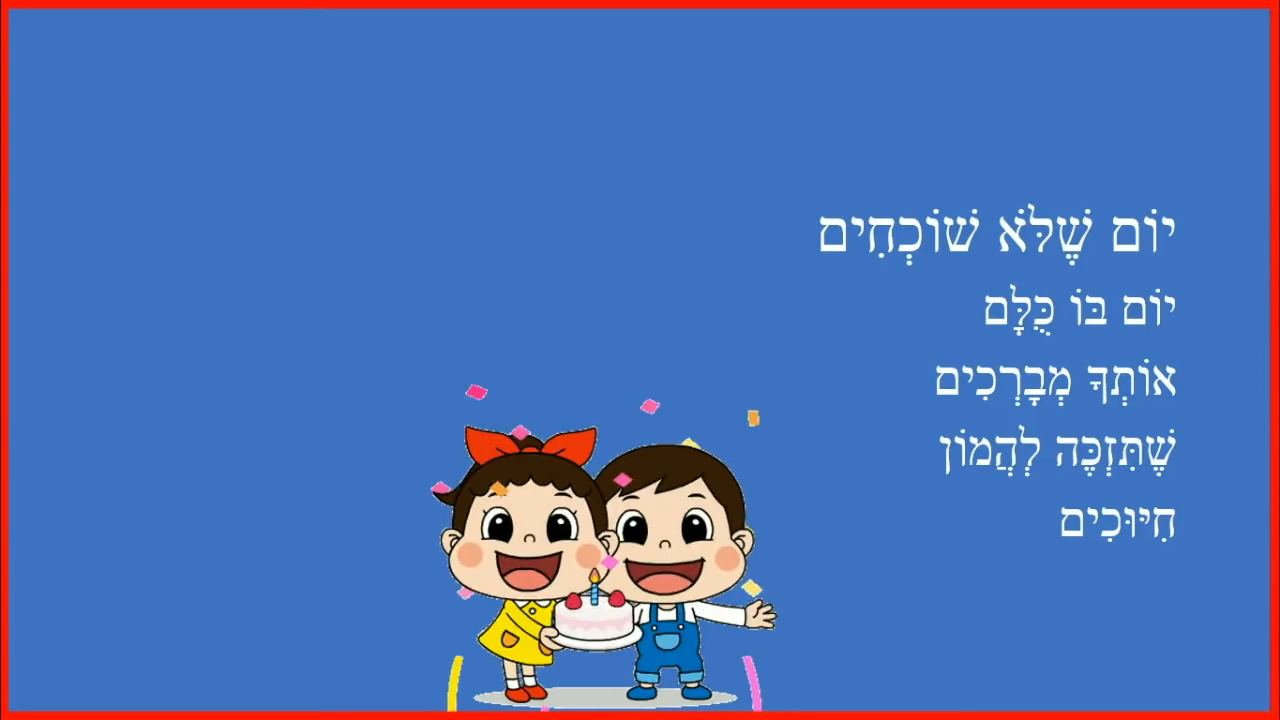 יוֹם שֶׁלֹּא שׁוֹכְחִים
יוֹם בּוֹ כֻּלָּם
אוֹתְךָ מְבָרְכִים
שֶׁתִּזְכֶּה לְהֲמוֹן
חִיּוּכִים